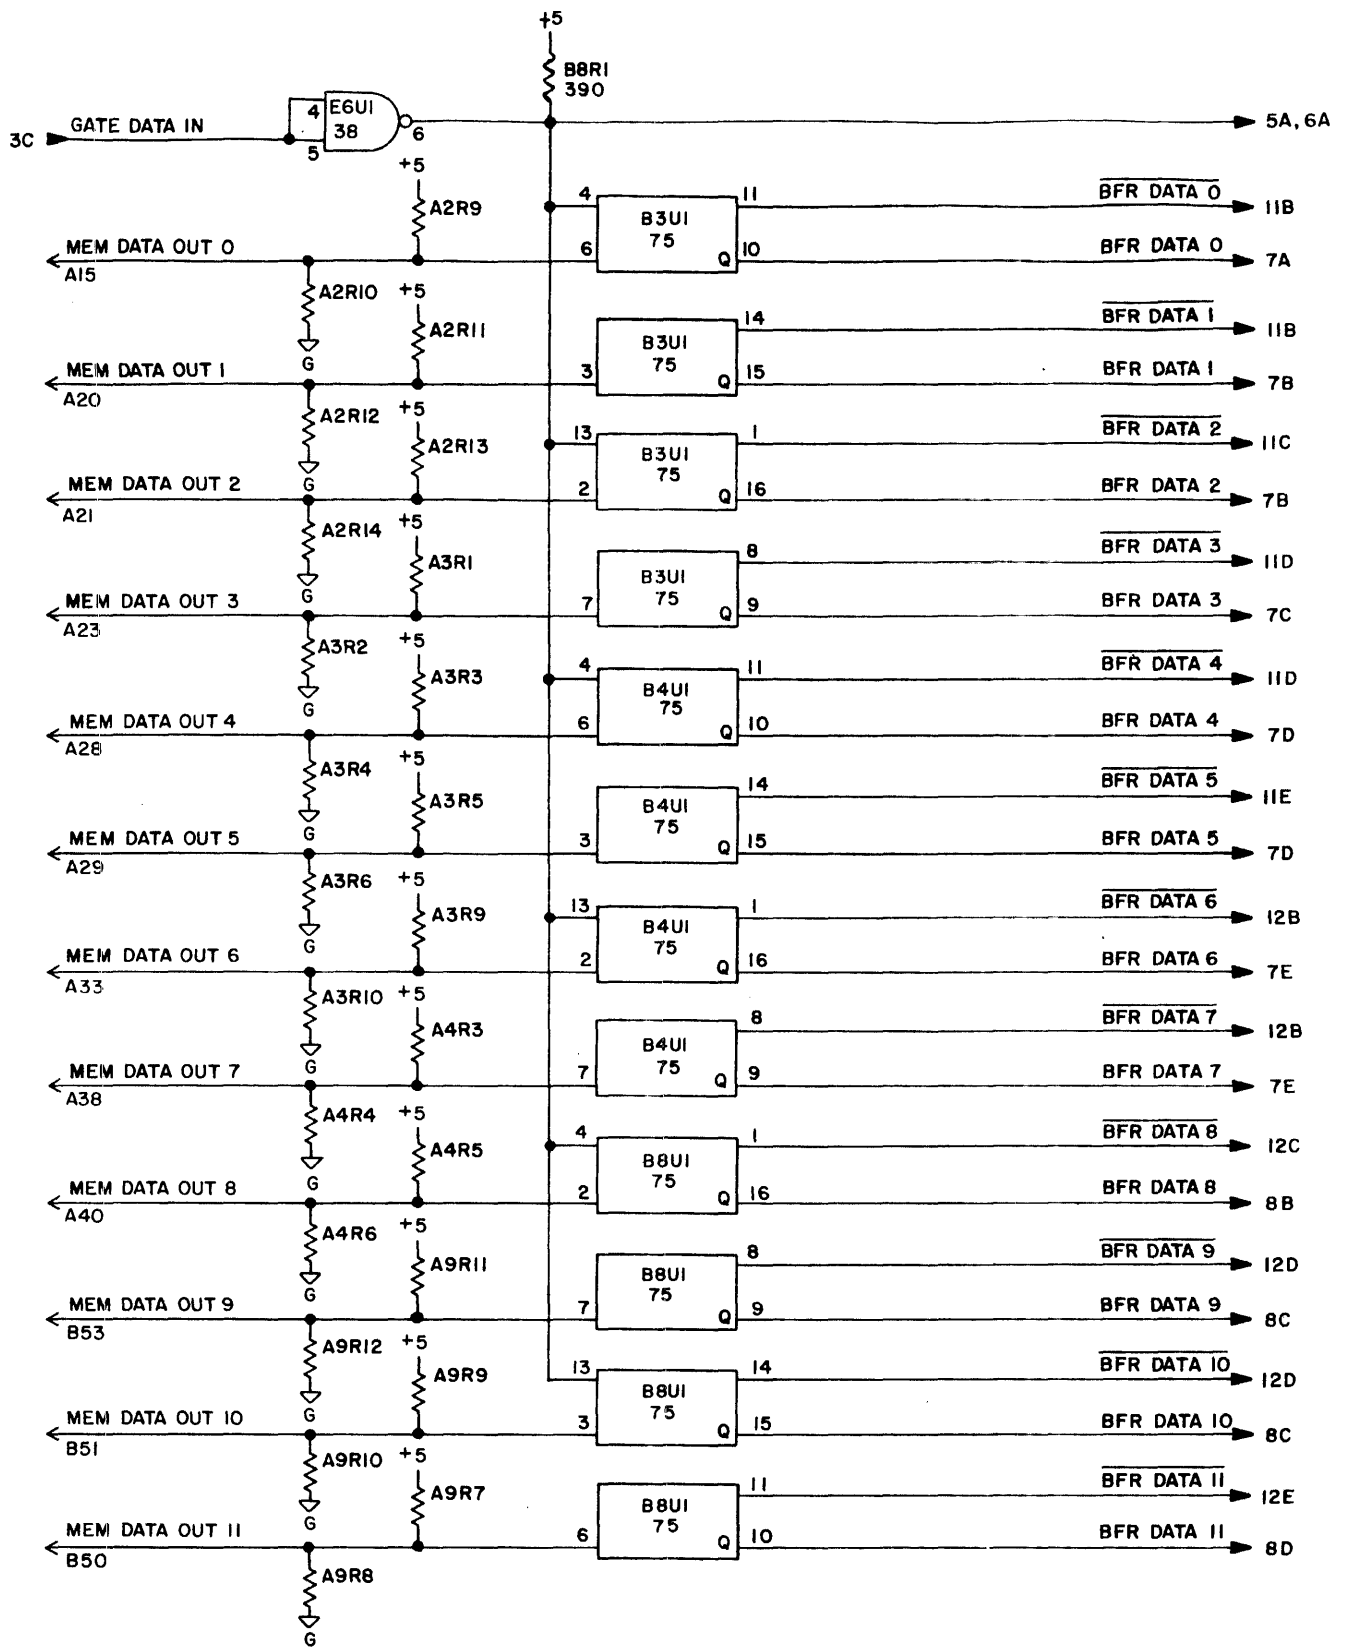 +5
B8R1
390
E6U1
4
38
5
6
GATE DATA IN
3C
5A, 6A
+5
A2R9
4
B3U1
75
11
BFR DATA 0
11B
MEM DATA OUT 0
A15
6
Q
10
BFR DATA 0
7A
A2R10
G
+5
A2R11
B3U1
75
14
BFR DATA 1
11B
MEM DATA OUT 1
A20
3
Q
15
BFR DATA 1
7B
A2R12
G
+5
A2R13
13
B3U1
75
1
BFR DATA 2
11C
MEM DATA OUT 2
A21
2
Q
16
BFR DATA 2
7B
A2R14
G
+5
A3R1
B3U1
75
8
BFR DATA 3
11D
MEM DATA OUT 3
A23
7
Q
9
BFR DATA 3
7C
A3R2
G
+5
A3R3
4
B4U1
75
11
BFR DATA 4
11D
MEM DATA OUT 4
A28
6
Q
10
BFR DATA 4
7D
A3R4
G
+5
A3R5
B4U1
75
14
BFR DATA 5
11E
MEM DATA OUT 5
A29
3
Q
15
BFR DATA 5
7D
A3R6
G
+5
A3R9
13
B4U1
75
1
BFR DATA 6
12B
MEM DATA OUT 6
A33
2
Q
16
BFR DATA 6
7E
A3R10
G
+5
A4R3
B4U1
75
8
BFR DATA 7
12B
MEM DATA OUT 7
A38
7
Q
9
BFR DATA 7
7E
A4R4
G
+5
A4R5
4
B8U1
75
1
BFR DATA 8
12C
MEM DATA OUT 8
A40
2
Q
16
BFR DATA 8
8B
A4R6
G
+5
A9R11
B8U1
75
8
BFR DATA 9
12D
MEM DATA OUT 9
B53
7
Q
9
BFR DATA 9
8C
A9R12
G
+5
A9R9
13
B8U1
75
14
BFR DATA 10
12D
MEM DATA OUT 10
B51
3
Q
15
BFR DATA 10
8C
A9R10
G
+5
A9R7
B8U1
75
11
BFR DATA 11
12E
MEM DATA OUT 11
B50
6
Q
10
BFR DATA 11
8D
A9R8
G